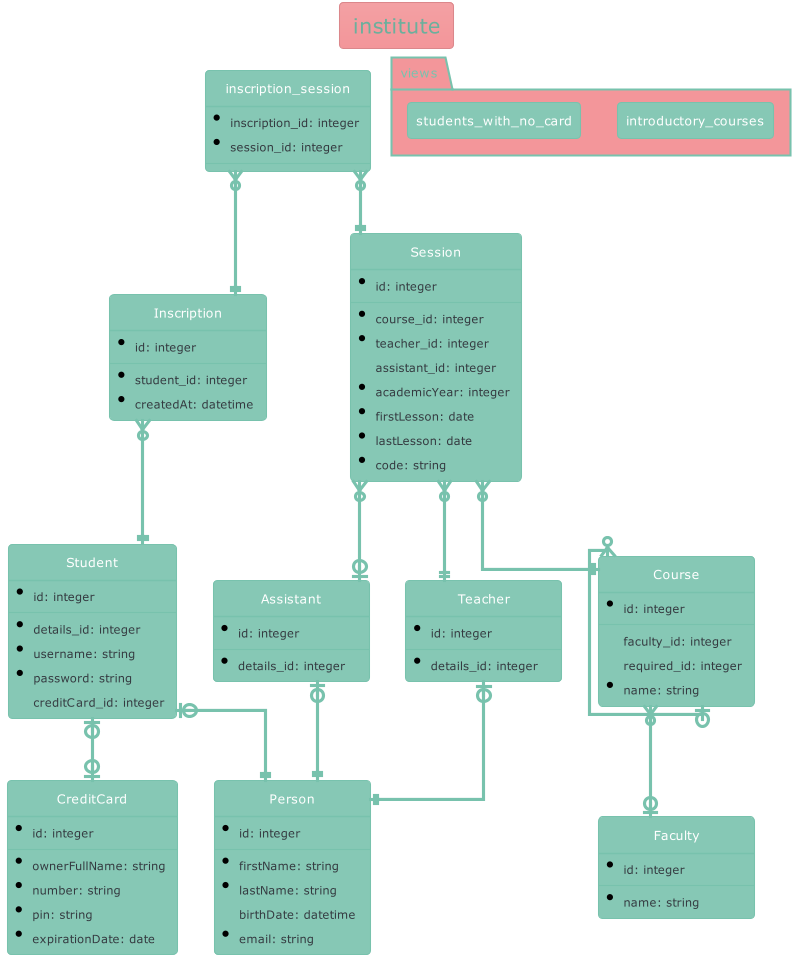 institute
views
students_with_no_card
introductory_courses
inscription_session
inscription_id: integer
session_id: integer
Session
id: integer
course_id: integer
teacher_id: integer
assistant_id: integer
academicYear: integer
firstLesson: date
lastLesson: date
code: string
Inscription
id: integer
student_id: integer
createdAt: datetime
Student
id: integer
details_id: integer
username: string
password: string
creditCard_id: integer
Assistant
id: integer
details_id: integer
Teacher
id: integer
details_id: integer
Course
id: integer
faculty_id: integer
required_id: integer
name: string
CreditCard
id: integer
ownerFullName: string
number: string
pin: string
expirationDate: date
Person
id: integer
firstName: string
lastName: string
birthDate: datetime
email: string
Faculty
id: integer
name: string